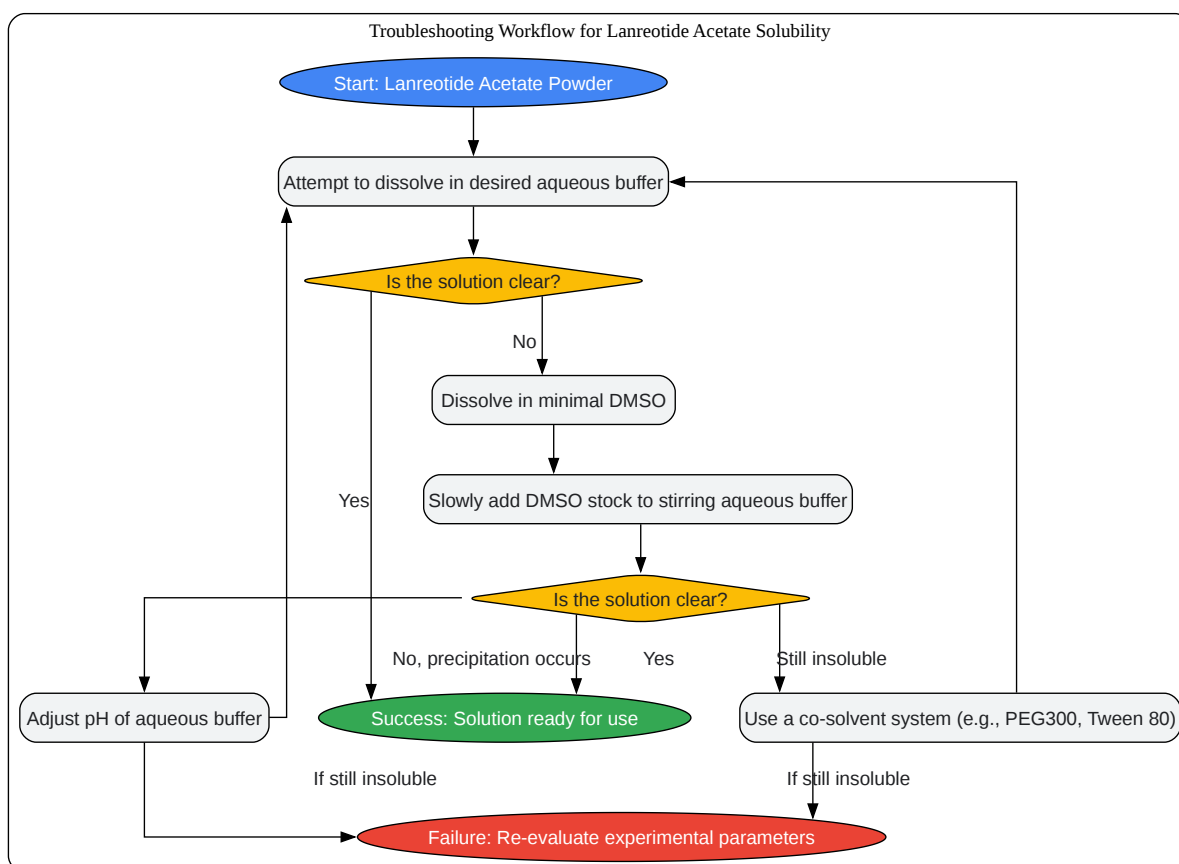 Troubleshooting Workflow for Lanreotide Acetate Solubility
Start: Lanreotide Acetate Powder
Attempt to dissolve in desired aqueous buffer
Is the solution clear?
No
Dissolve in minimal DMSO
Yes
Slowly add DMSO stock to stirring aqueous buffer
Is the solution clear?
No, precipitation occurs
Yes
Still insoluble
Adjust pH of aqueous buffer
Success: Solution ready for use
Use a co-solvent system (e.g., PEG300, Tween 80)
If still insoluble
If still insoluble
Failure: Re-evaluate experimental parameters